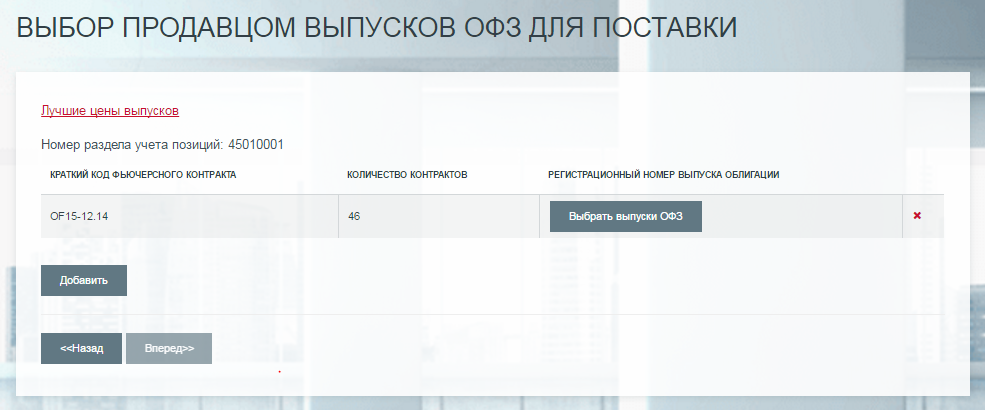 ВЫБОР ПРОДАВЦОМ ВЫПУСКОВ ОФЗ ДЛЯ ПОСТАВКИ
Лучшие цены выпусков
Номер раздела учета позиций: 45010001
КРАТКИЙ КОД ФЬЮЧЕРСНОГО КОНТРАКТА КОЛИЧЕСТВО КОНТРАКТОВ РЕГИСТРАЦИОННЫЙ НОМЕР ВЫПУСКА ОБЛИГАЦИИ
OF15-12.14 46 Выбрать выпуски ОФЗ
Добавить
<<Назад Вперед>>